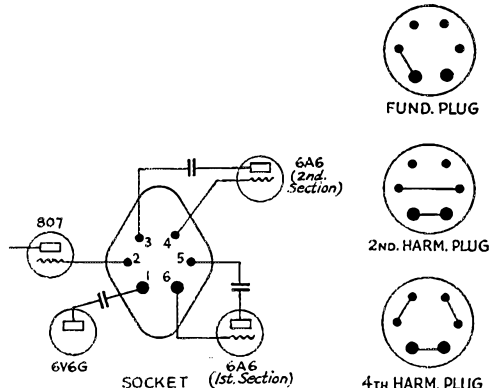 FUND. PLUG
6A6
(2nd.
Section)
807
3
4
2ND. HARM. PLUG
2
5
1
6
6V6G
6A6
SOCKET
(1st. Section)
4TH HARM. PLUG